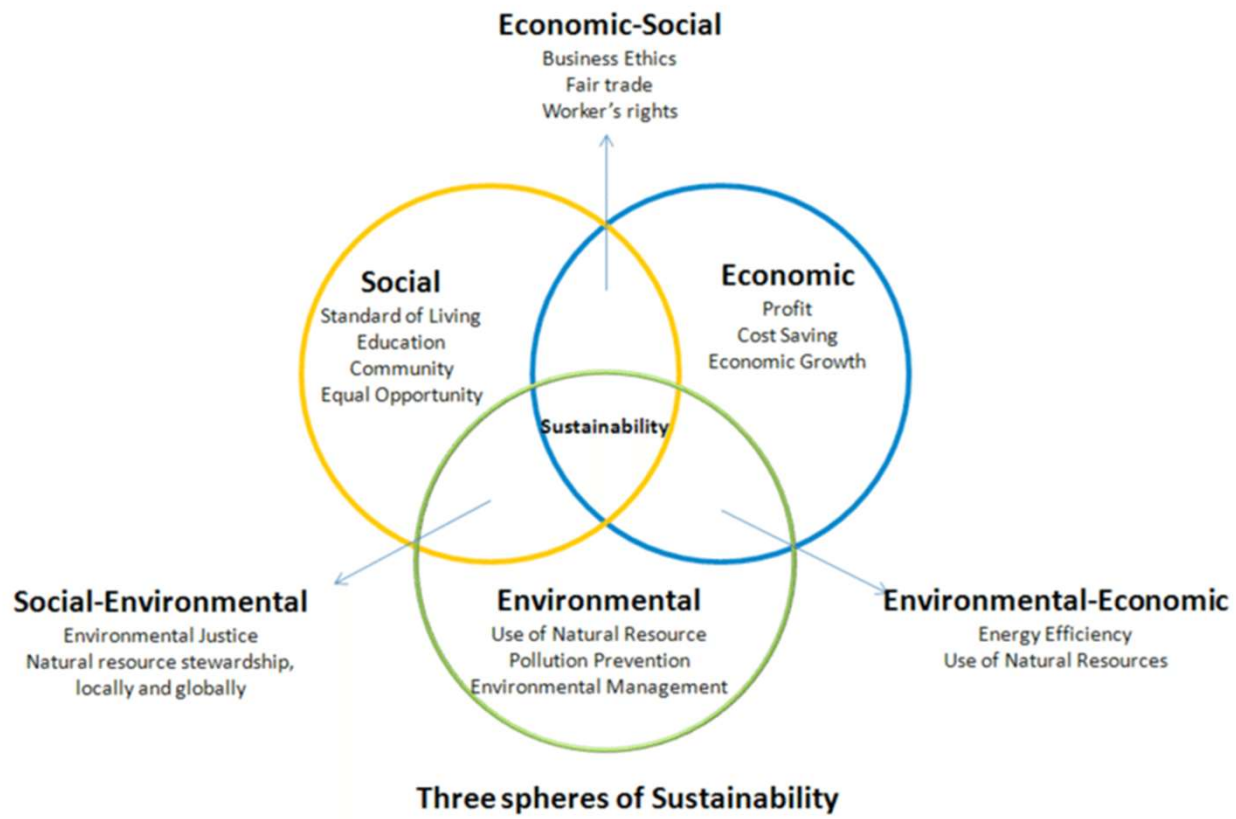 Economic-Social
Business Ethics
Fair trade
Worker's rights
Social
Standard of Living
Education
Community
Equal Opportunity
Economic
Profit
Cost Saving
Economic Growth
Sustainability
Social-Environmental
Environmental Justice
Natural resource stewardship,
locally and globally
Environmental
Use of Natural Resource
Pollution Prevention
Environmental Management
Environmental-Economic
Energy Efficiency
Use of Natural Resources
Three spheres of Sustainability